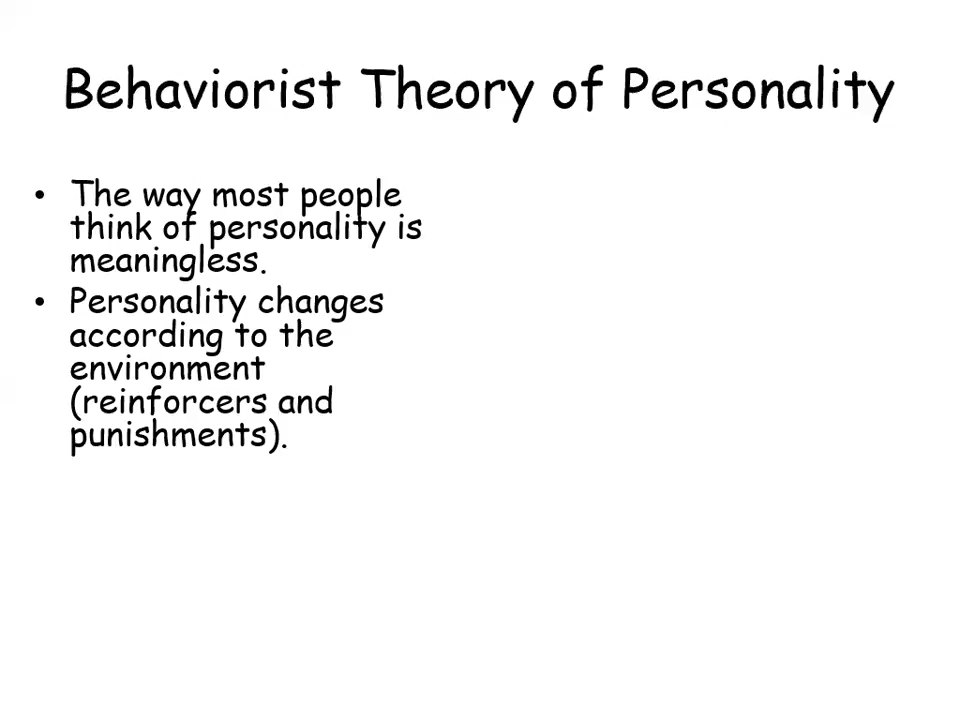 Behaviorist Theory of Personality
• The way most people
think of personality is
meaningless.
• Personality changes
according to the
environment
(reinforcers and
punishments).